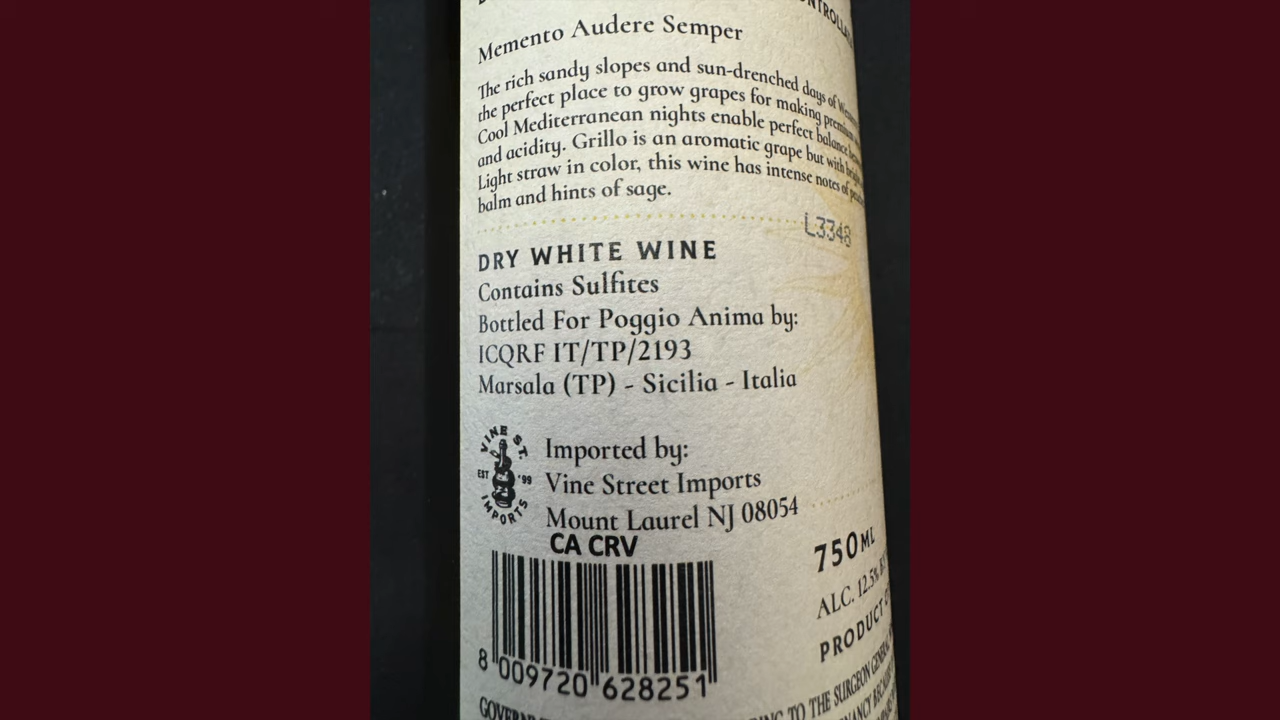 Memento Audere Semper
The rich sandy slopes and sun-drenched days of
the perfect place to grow grapes for making
Cool Mediterranean nights enable perfect balance
and acidity. Grillo is an aromatic grape but with
Light straw in color, this wine has intense notes of
balm and hints of sage.
L3348
DRY WHITE WINE
Contains Sulfites
Bottled For Poggio Anima by:
ICQRF IT/TP/2193
Marsala (TP) - Sicilia - Italia
VINE ST. IMPORTS
EST '99
Imported by:
Vine Street Imports
Mount Laurel NJ 08054
CA CRV
750ML
ALC. 12.5%
PRODUCT
8 009720 628251
TO THE SURGEON